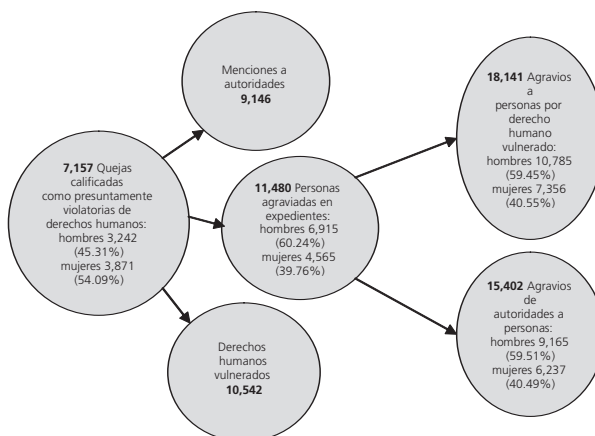 7,157 Quejas
calificadas
como presuntamente
violatorias de
derechos humanos:
hombres 3,242
(45.31%)
mujeres 3,871
(54.09%)
Menciones a
autoridades
9,146
11,480 Personas
agraviadas en
expedientes:
hombres 6,915
(60.24%)
mujeres 4,565
(39.76%)
Derechos
humanos
vulnerados
10,542
18,141 Agravios
a
personas por
derecho
humano
vulnerado:
hombres 10,785
(59.45%)
mujeres 7,356
(40.55%)
15,402 Agravios
de
autoridades a
personas:
hombres 9,165
(59.51%)
mujeres 6,237
(40.49%)